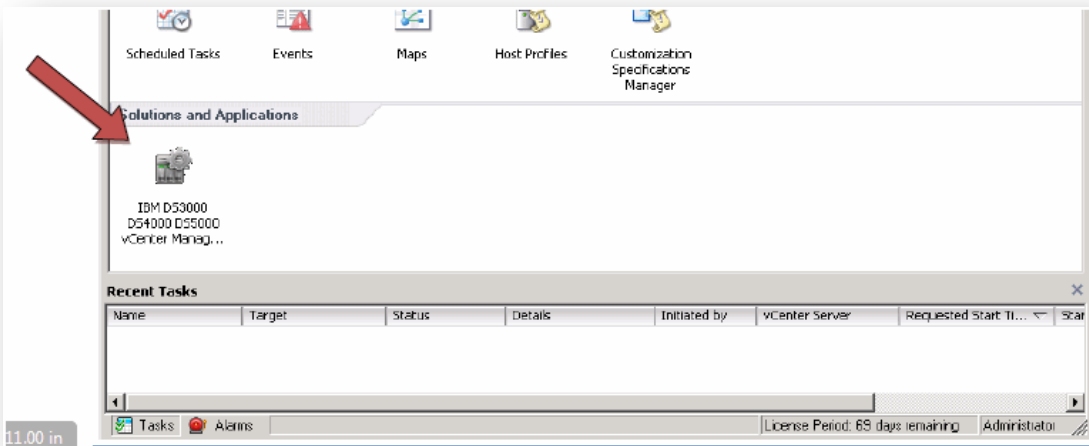 Scheduled Tasks Events Maps Host Profiles Customization
Specifications
Manager
Solutions and Applications
IBM DS3000
DS4000 DS5000
vCenter Manag...
Recent Tasks
Name Target Status Details Initiated by vCenter Server Requested Start Ti... Star
Tasks Alarms License Period: 69 days remaining Administrator
11.00 in